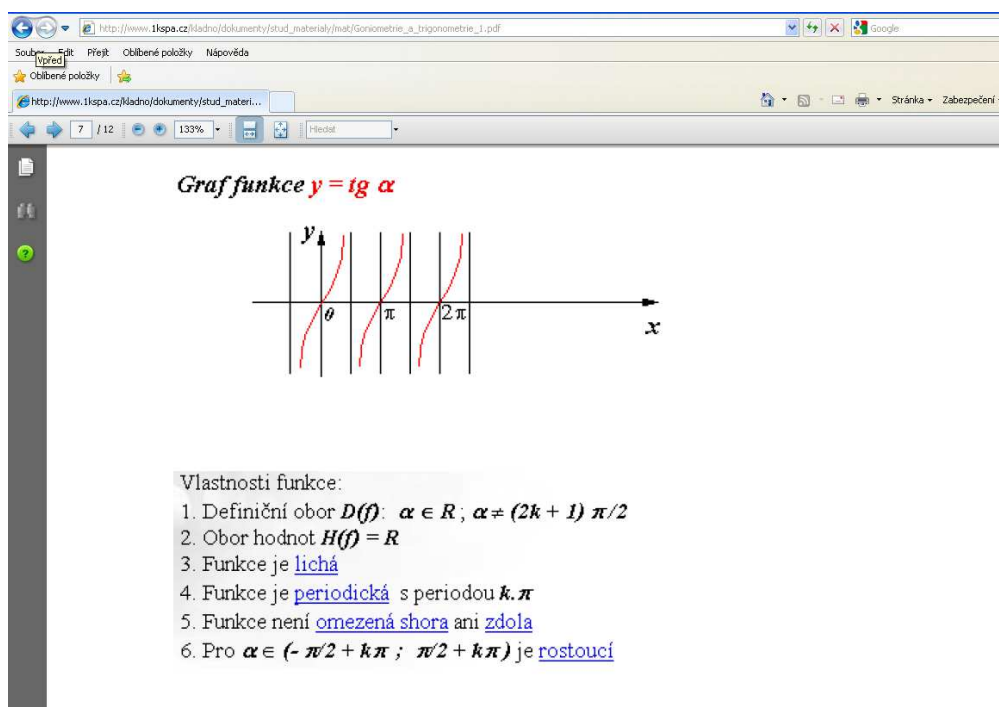 http://www.1kspa.cz/kladno/dokumenty/stud_materialy/mat/Goniometrie_a_trigonometrie_1.pdf
Google
Soubor Edit Přejít Oblíbené položky Nápověda
Vpřed
Oblíbené položky
http://www.1kspa.cz/kladno/dokumenty/stud_materi...
Stránka
Zabezpečení
7 / 12
133%
Hledat
Graf funkce y = tg α
y
0
π
2π
x
Vlastnosti funkce:
1. Definiční obor D(f): α ∈ R ; α ≠ (2k + 1) π/2
2. Obor hodnot H(f) = R
3. Funkce je lichá
4. Funkce je periodická s periodou k.π
5. Funkce není omezená shora ani zdola
6. Pro α ∈ (- π/2 + kπ ; π/2 + kπ) je rostoucí